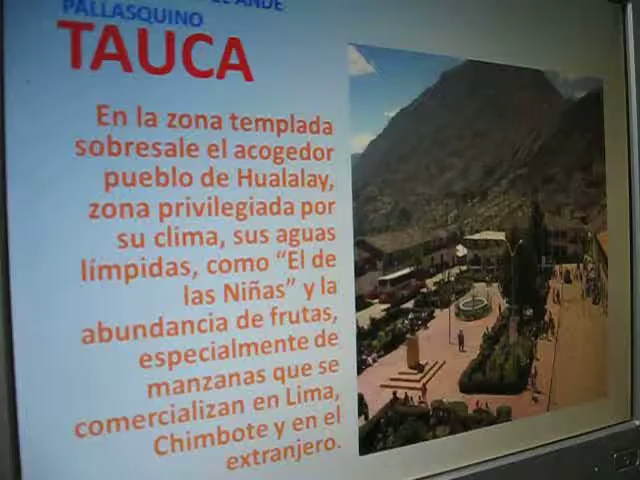 EL ANDE
PALLASQUINO
TAUCA
En la zona templada
sobresale el acogedor
pueblo de Hualalay,
zona privilegiada por
su clima, sus aguas
límpidas, como “El de
las Niñas” y la
abundancia de frutas,
especialmente de
manzanas que se
comercializan en Lima,
Chimbote y en el
extranjero.